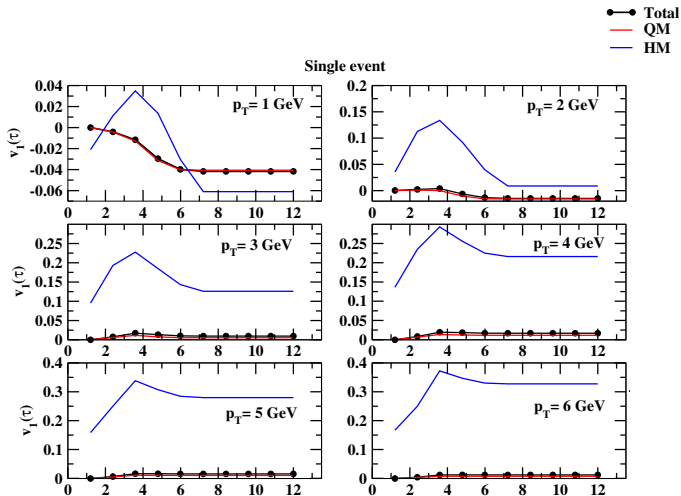 Total
QM
HM
Single event
0.04
0.02
0
-0.02
-0.04
-0.06
v1(τ)
pT= 1 GeV
0 2 4 6 8 10 12
0.2
0.15
0.1
0.05
0
pT= 2 GeV
0 2 4 6 8 10 12
0.25
0.2
0.15
0.1
0.05
0
v1(τ)
pT= 3 GeV
0 2 4 6 8 10 12
0.25
0.2
0.15
0.1
0.05
0
pT= 4 GeV
0 2 4 6 8 10 12
0.4
0.3
0.2
0.1
0
v1(τ)
pT= 5 GeV
0 2 4 6 8 10 12
0.4
0.3
0.2
0.1
0
pT= 6 GeV
0 2 4 6 8 10 12